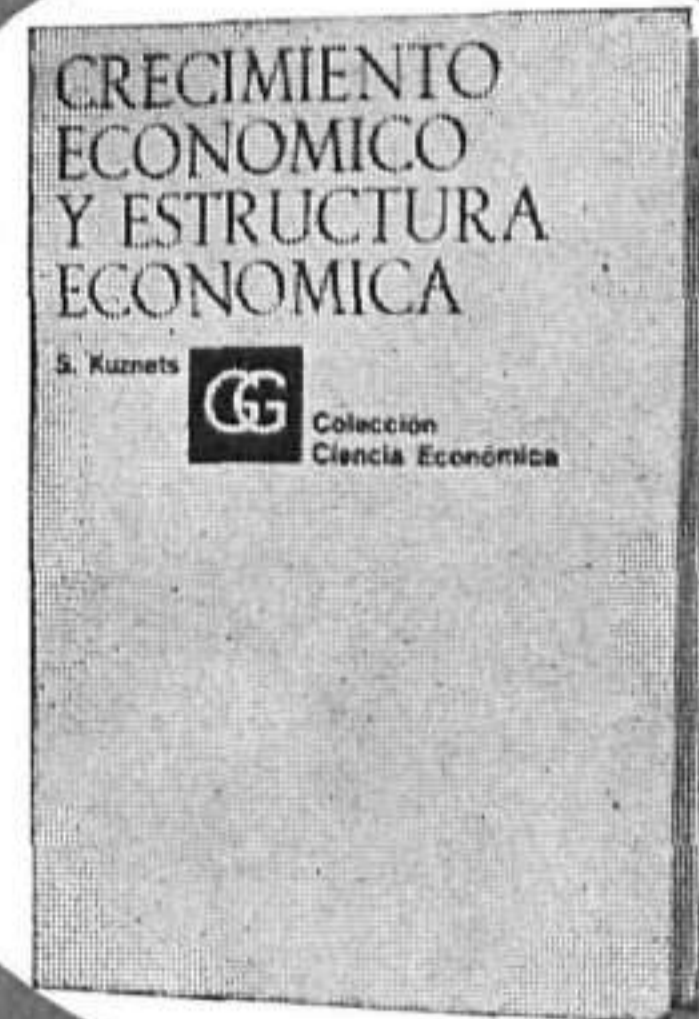 CRECIMIENTO
ECONOMICO
Y ESTRUCTURA
ECONOMICA
S. Kuznets
GG
Colección
Ciencia Económica